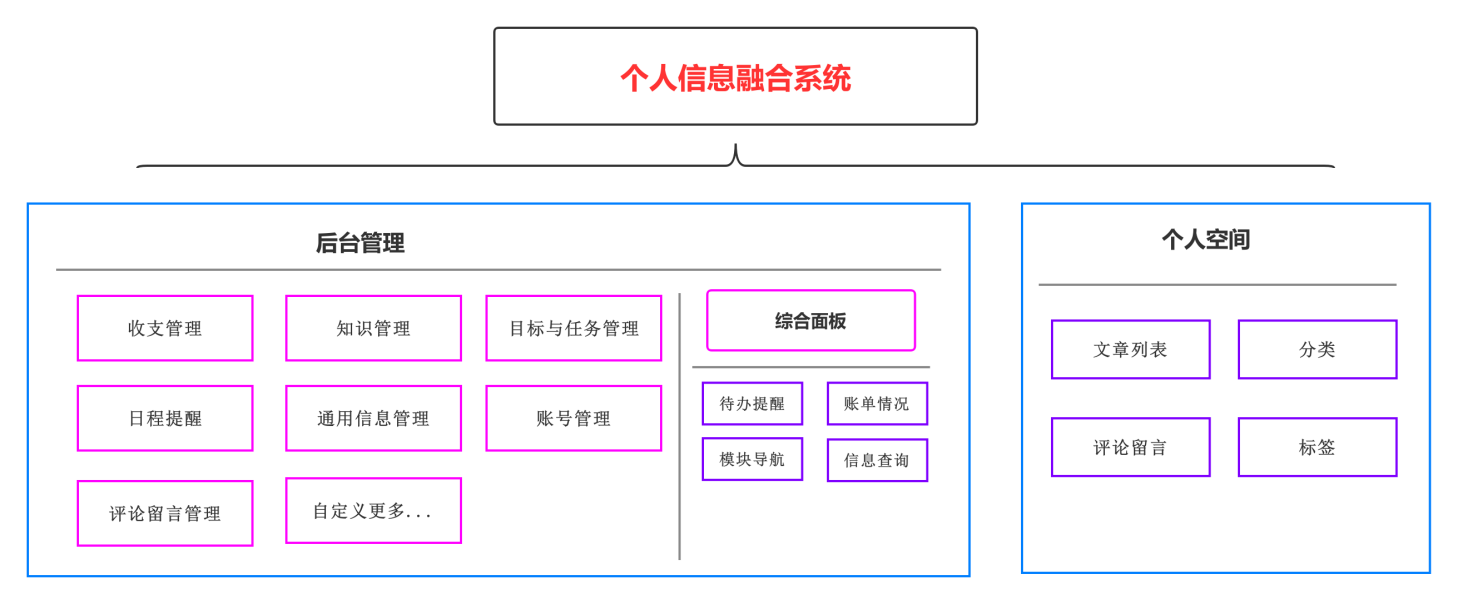 个人信息融合系统
后台管理
收支管理
知识管理
目标与任务管理
日程提醒
通用信息管理
账号管理
评论留言管理
自定义更多...
综合面板
待办提醒
账单情况
模块导航
信息查询
个人空间
文章列表
分类
评论留言
标签